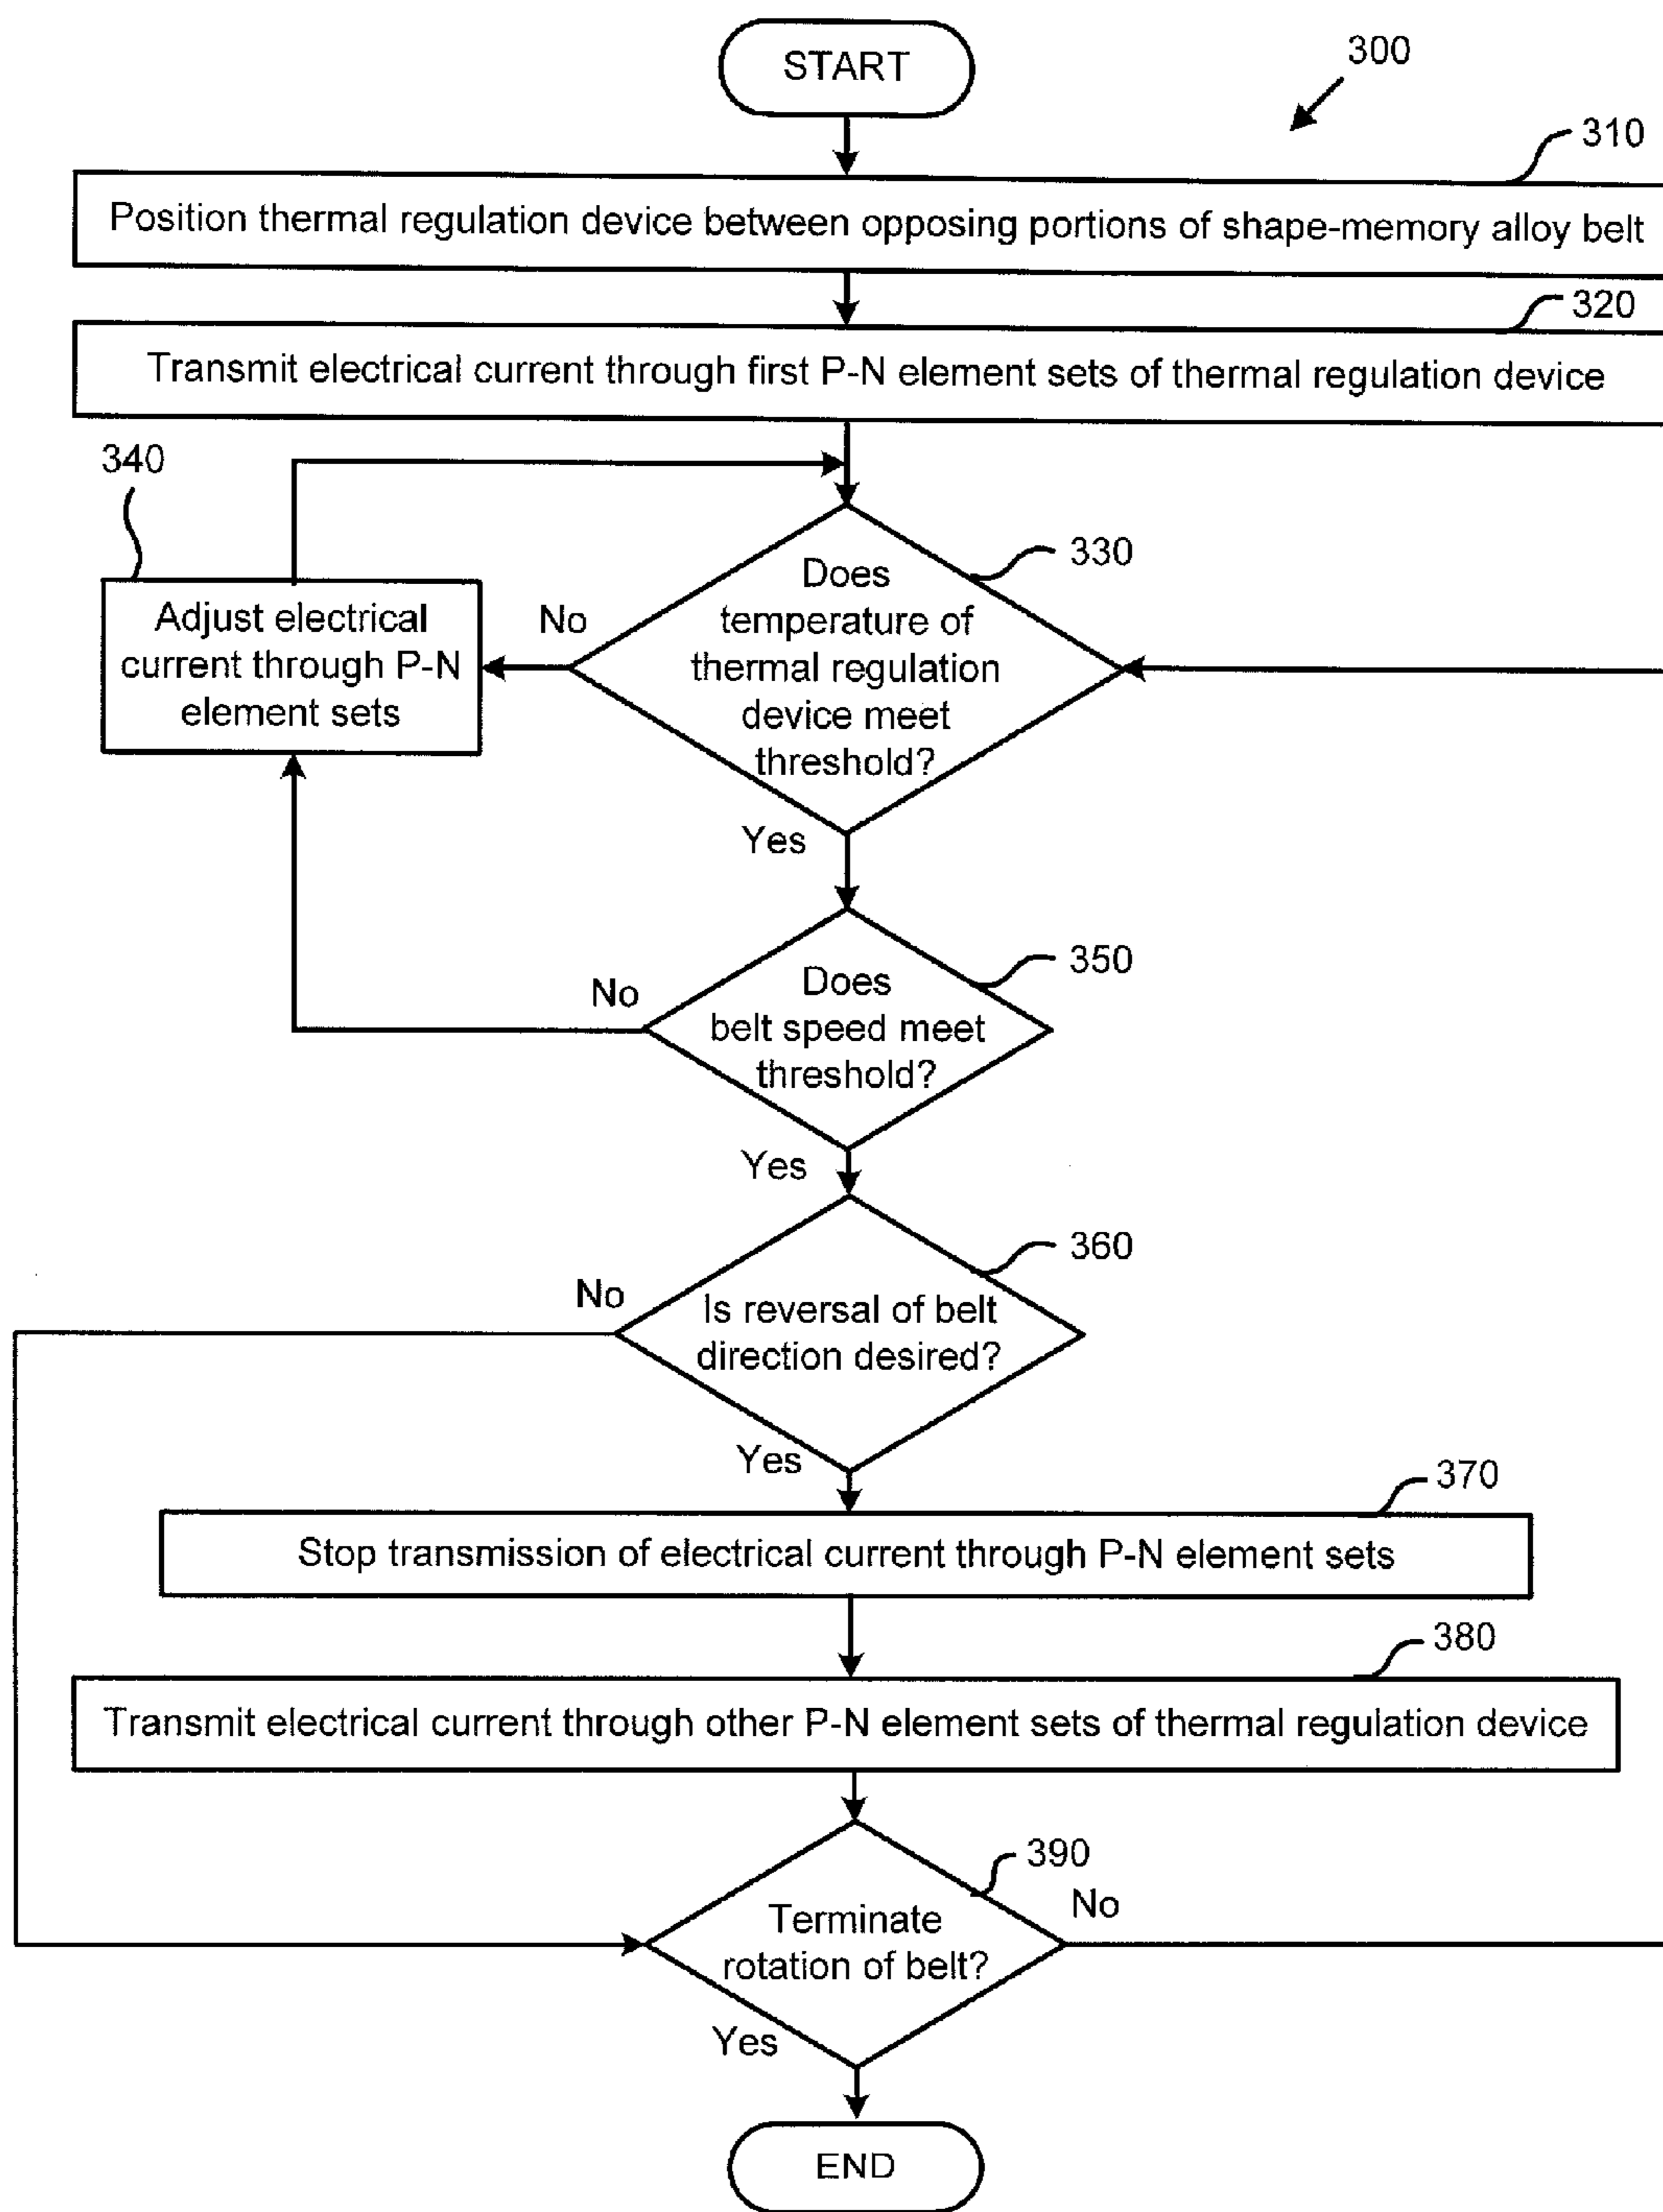 START
300
310
Position thermal regulation device between opposing portions of shape-memory alloy belt
320
Transmit electrical current through first P-N element sets of thermal regulation device
340
330
Does
temperature of
thermal regulation
device meet
threshold?
No
Adjust electrical
current through P-N
element sets
Yes
350
No
Does
belt speed meet
threshold?
Yes
360
No
Is reversal of belt
direction desired?
Yes
370
Stop transmission of electrical current through P-N element sets
380
Transmit electrical current through other P-N element sets of thermal regulation device
390
No
Terminate
rotation of belt?
Yes
END